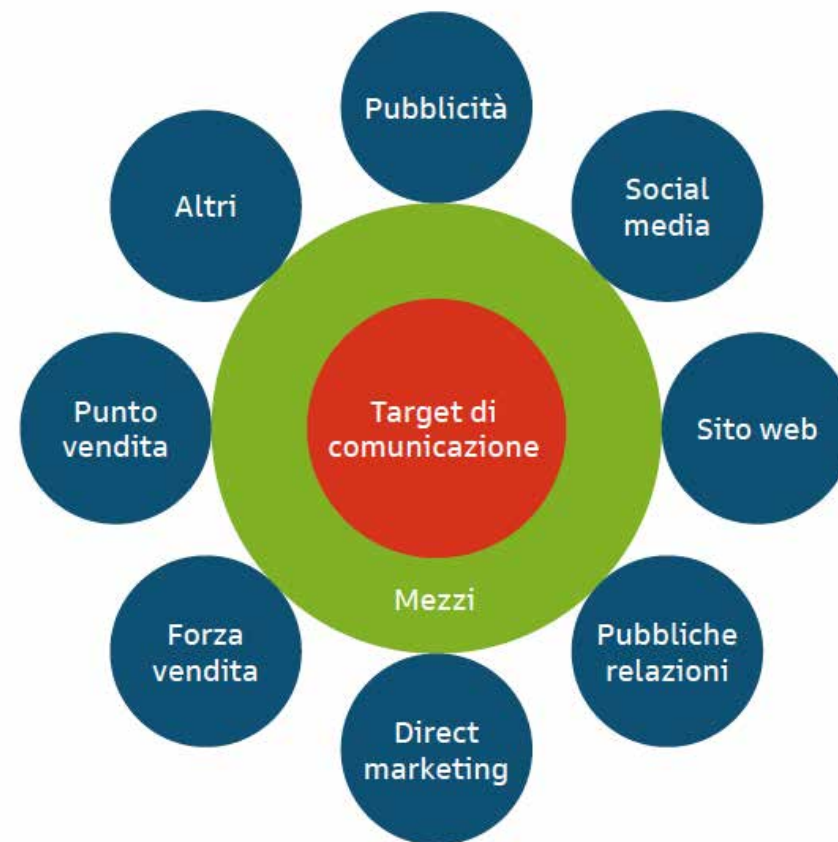 Pubblicità
Social
media
Sito web
Pubbliche
relazioni
Direct
marketing
Forza
vendita
Punto
vendita
Altri
Target di
comunicazione
Mezzi